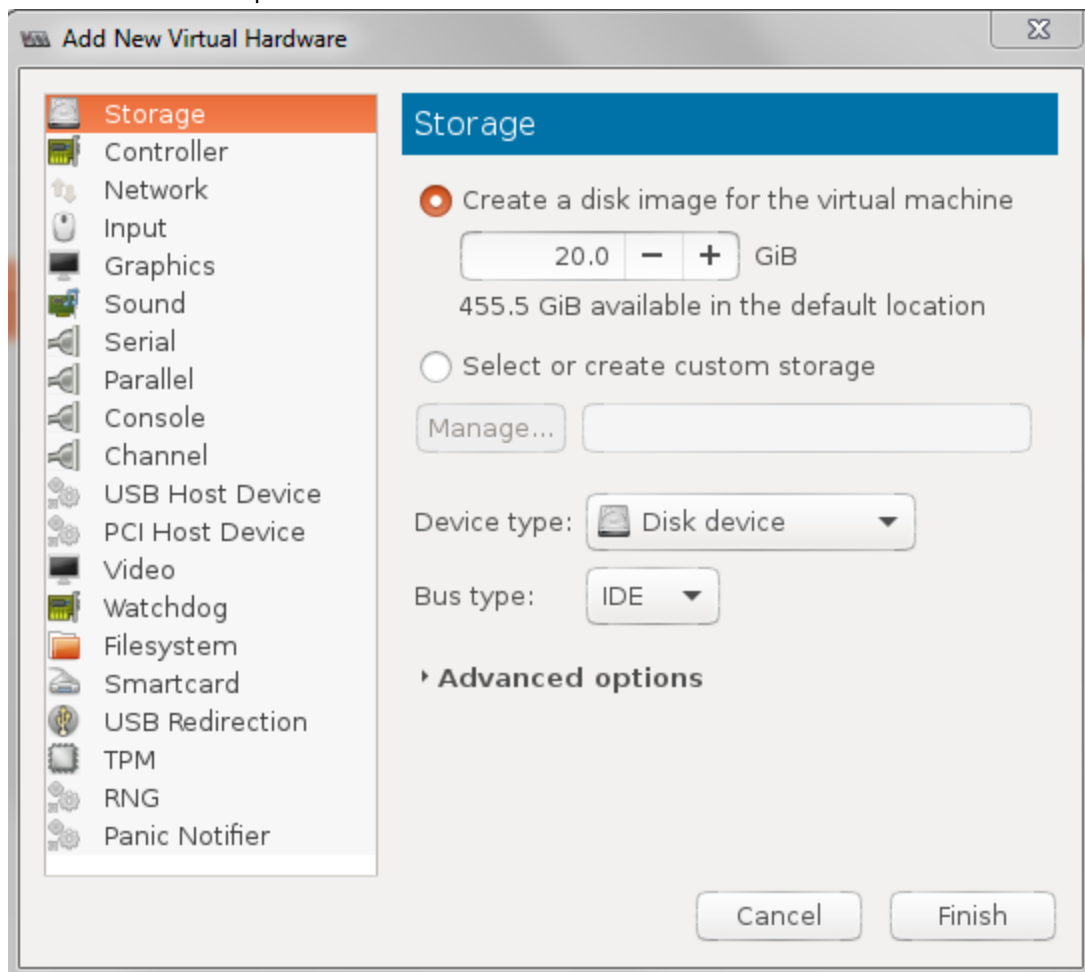 Add New Virtual Hardware
Storage
Controller
Network
Input
Graphics
Sound
Serial
Parallel
Console
Channel
USB Host Device
PCI Host Device
Video
Watchdog
Filesystem
Smartcard
USB Redirection
TPM
RNG
Panic Notifier
Storage
Create a disk image for the virtual machine
20.0 − + GiB
455.5 GiB available in the default location
Select or create custom storage
Manage...
Device type: Disk device
Bus type: IDE
Advanced options
Cancel Finish